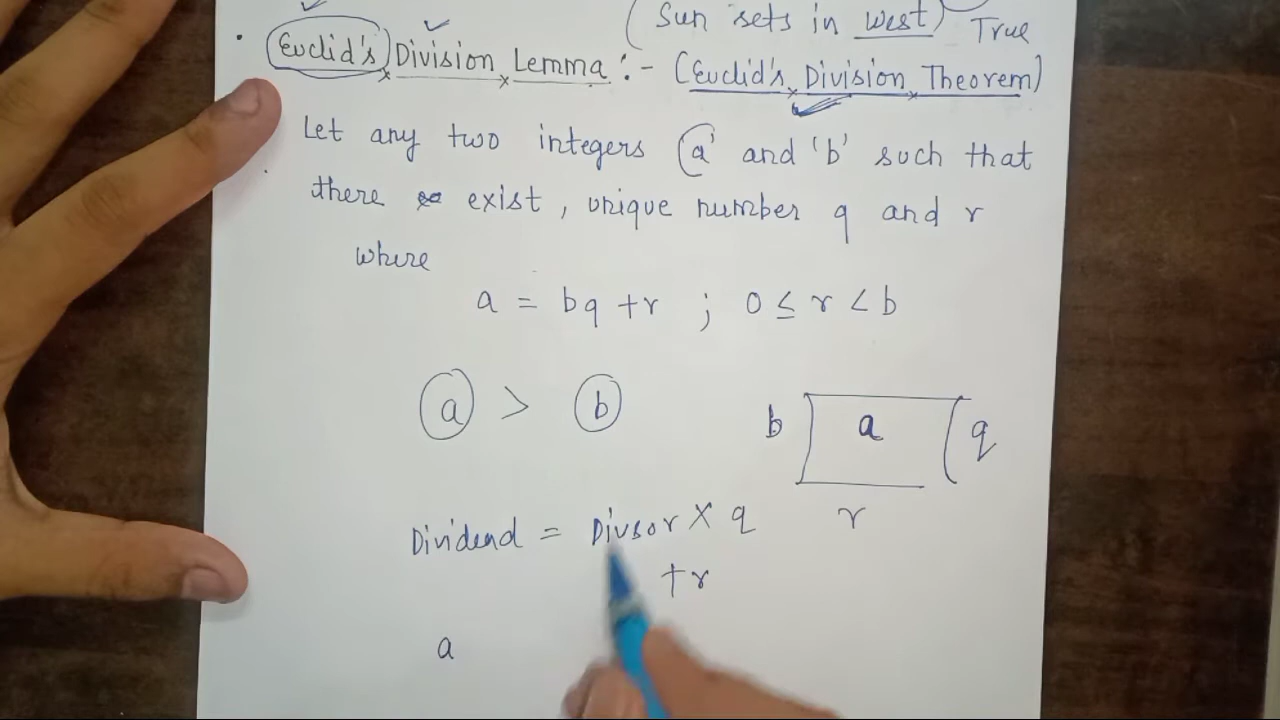 (Sun sets in west) True
Euclid's Division Lemma :- (Euclid's Division Theorem)
Let any two integers 'a' and 'b' such that
there exist, unique number q and r
where
a = bq + r ; 0 ≤ r < b
a > b
b a q
r
Dividend = Divsor × q
+ r
a